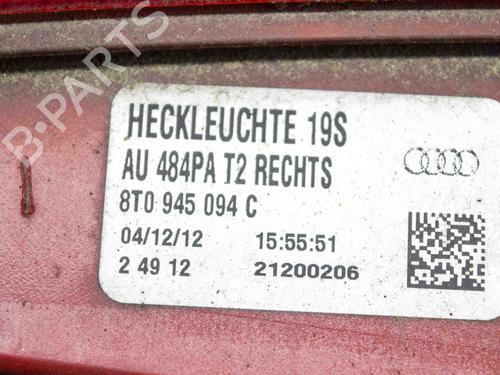 B-PARTS
HECKLEUCHTE 19S
AU 484PA T2 RECHTS
8T0 945 094 C
04/12/12 15:55:51
2 49 12 21200206